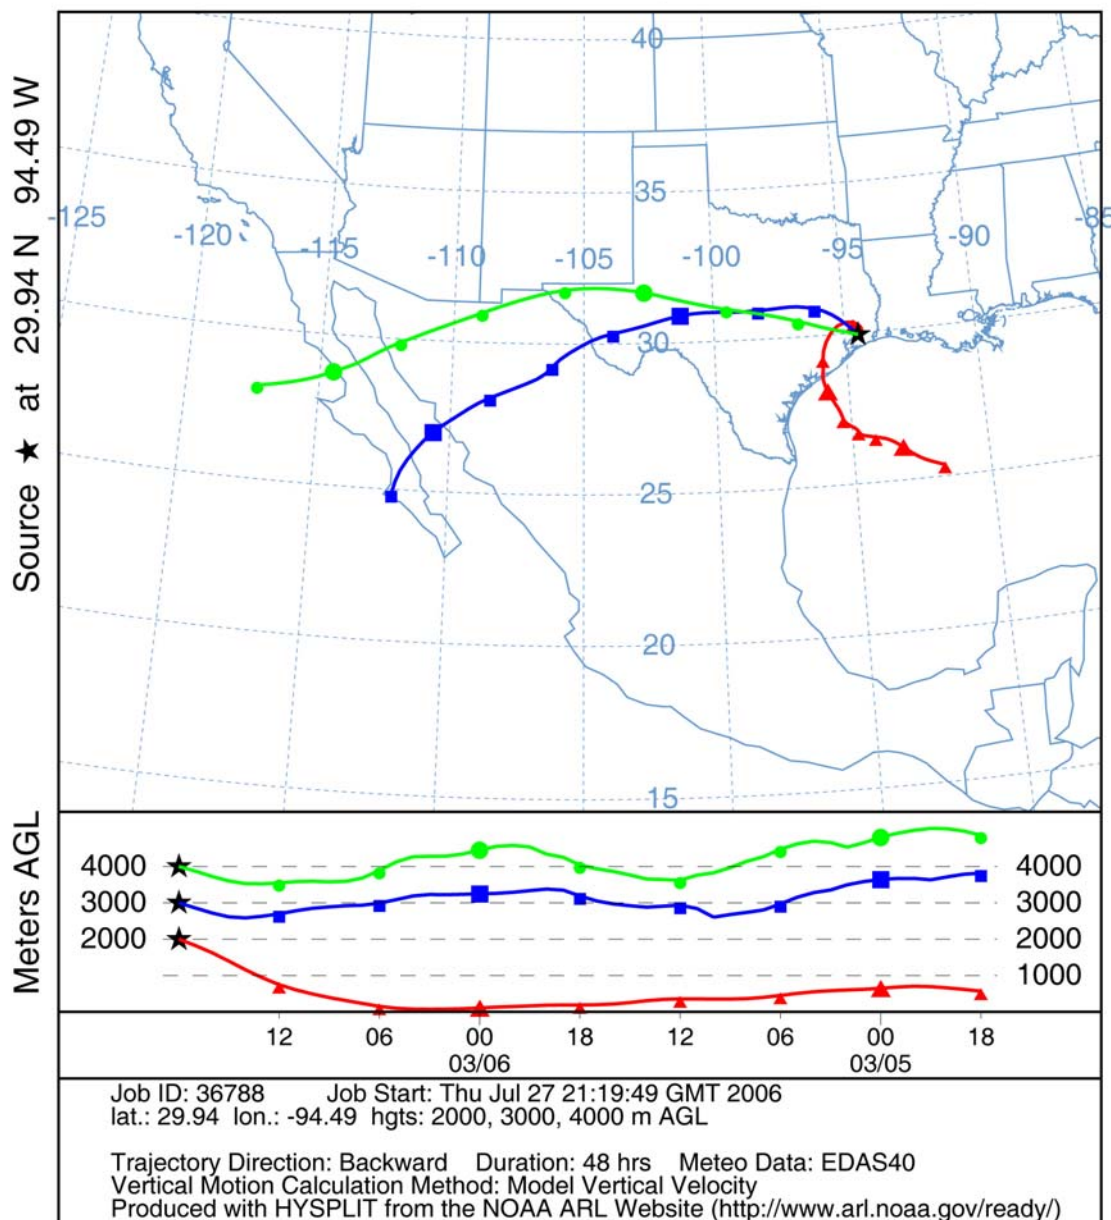 Source ★ at 29.94 N 94.49 W
40
35
-125
-120
-115
-110
-105
-100
-95
-90
-85
30
25
20
15
Meters AGL
4000
4000
3000
3000
2000
2000
1000
12 06 00 18 12 06 00 18
03/06 03/05
Job ID: 36788 Job Start: Thu Jul 27 21:19:49 GMT 2006
lat.: 29.94 lon.: -94.49 hgts: 2000, 3000, 4000 m AGL
Trajectory Direction: Backward Duration: 48 hrs Meteo Data: EDAS40
Vertical Motion Calculation Method: Model Vertical Velocity
Produced with HYSPLIT from the NOAA ARL Website (http://www.arl.noaa.gov/ready/)